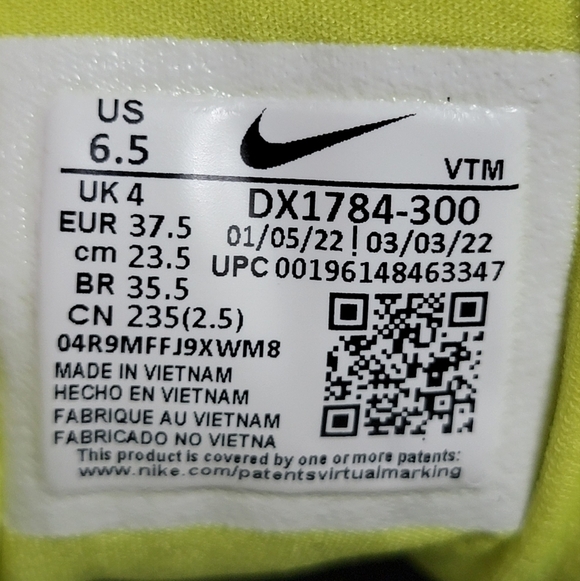 US
6.5
VTM
UK 4
EUR 37.5
cm 23.5
BR 35.5
CN 235(2.5)
DX1784-300
01/05/22 | 03/03/22
UPC 00196148463347
04R9MFFJ9XWM8
MADE IN VIETNAM
HECHO EN VIETNAM
FABRIQUE AU VIETNAM
FABRICADO NO VIETNA
This product is covered by one or more patents:
www.nike.com/patentsvirtualmarking